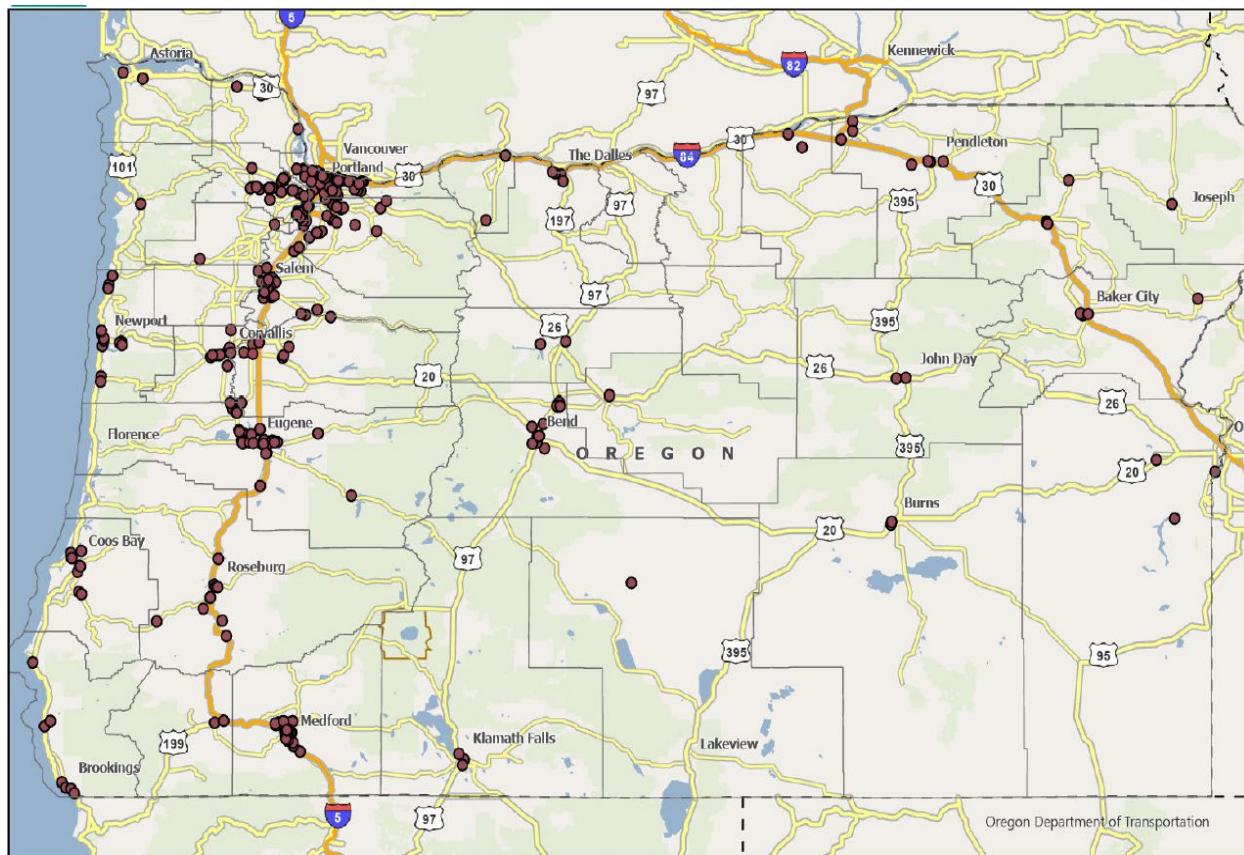 5
Astoria
Kennewick
82
30
97
Vancouver
Portland
101
30
The Dalles
84
30
Pendleton
30
Joseph
395
197
97
Salem
97
Baker City
Newport
26
395
Corvallis
John Day
26
20
26
Eugene
Florence
Bend
OREGON
395
20
Burns
Coos Bay
20
97
Roseburg
395
95
Medford
199
Klamath Falls
Lakeview
Brookings
5
97
Oregon Department of Transportation